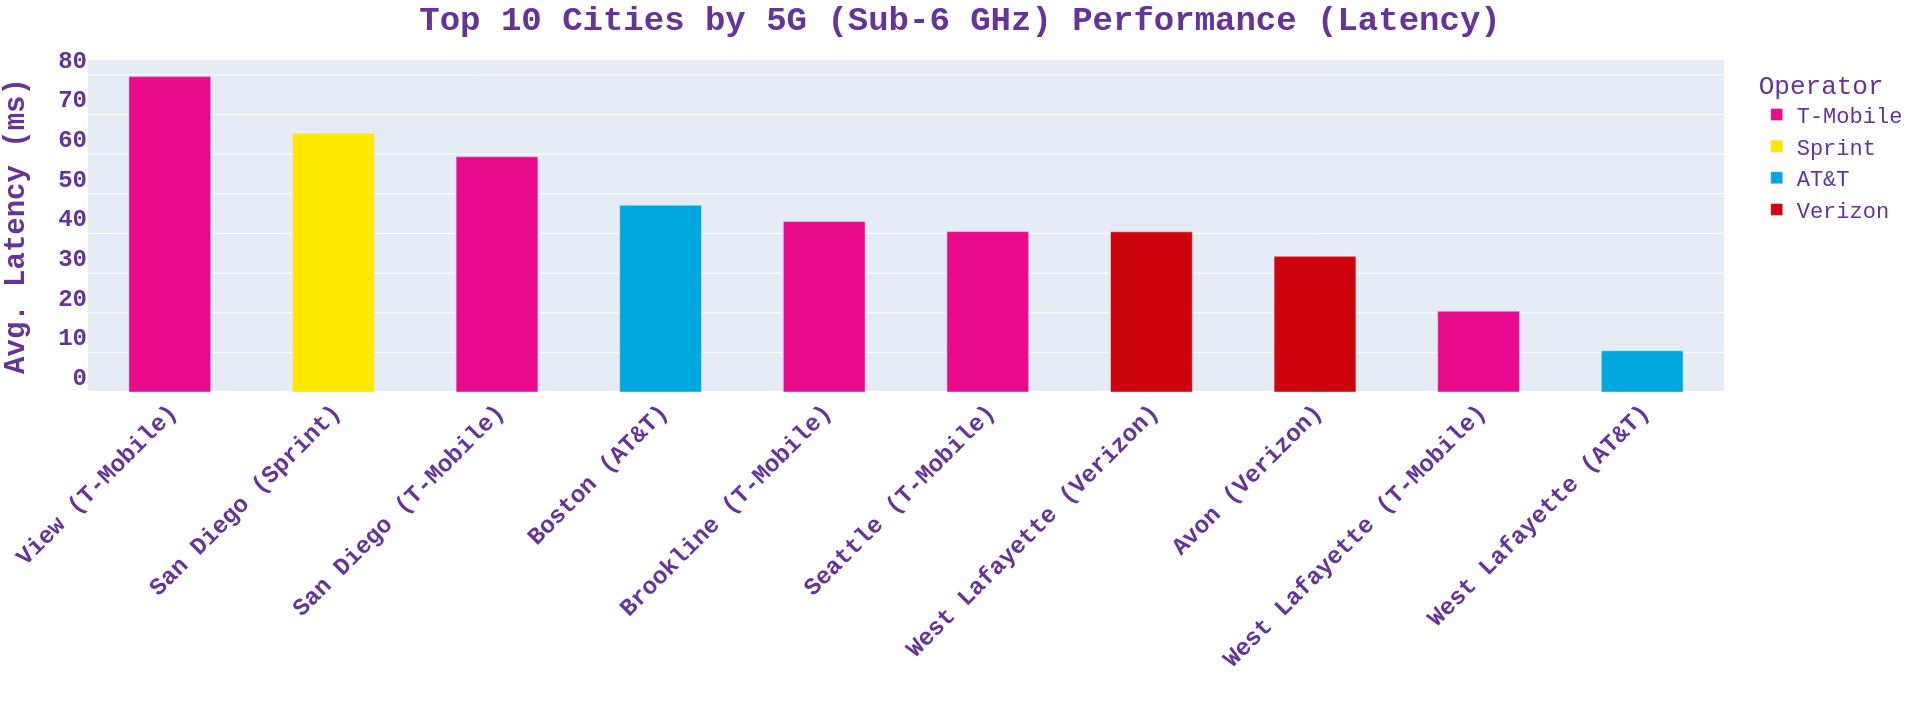 Top 10 Cities by 5G (Sub-6 GHz) Performance (Latency)
Avg. Latency (ms)
80
70
60
50
40
30
20
10
0
View (T-Mobile)
San Diego (Sprint)
San Diego (T-Mobile)
Boston (AT&T)
Brookline (T-Mobile)
Seattle (T-Mobile)
West Lafayette (Verizon)
Avon (Verizon)
West Lafayette (T-Mobile)
West Lafayette (AT&T)
Operator
T-Mobile
Sprint
AT&T
Verizon